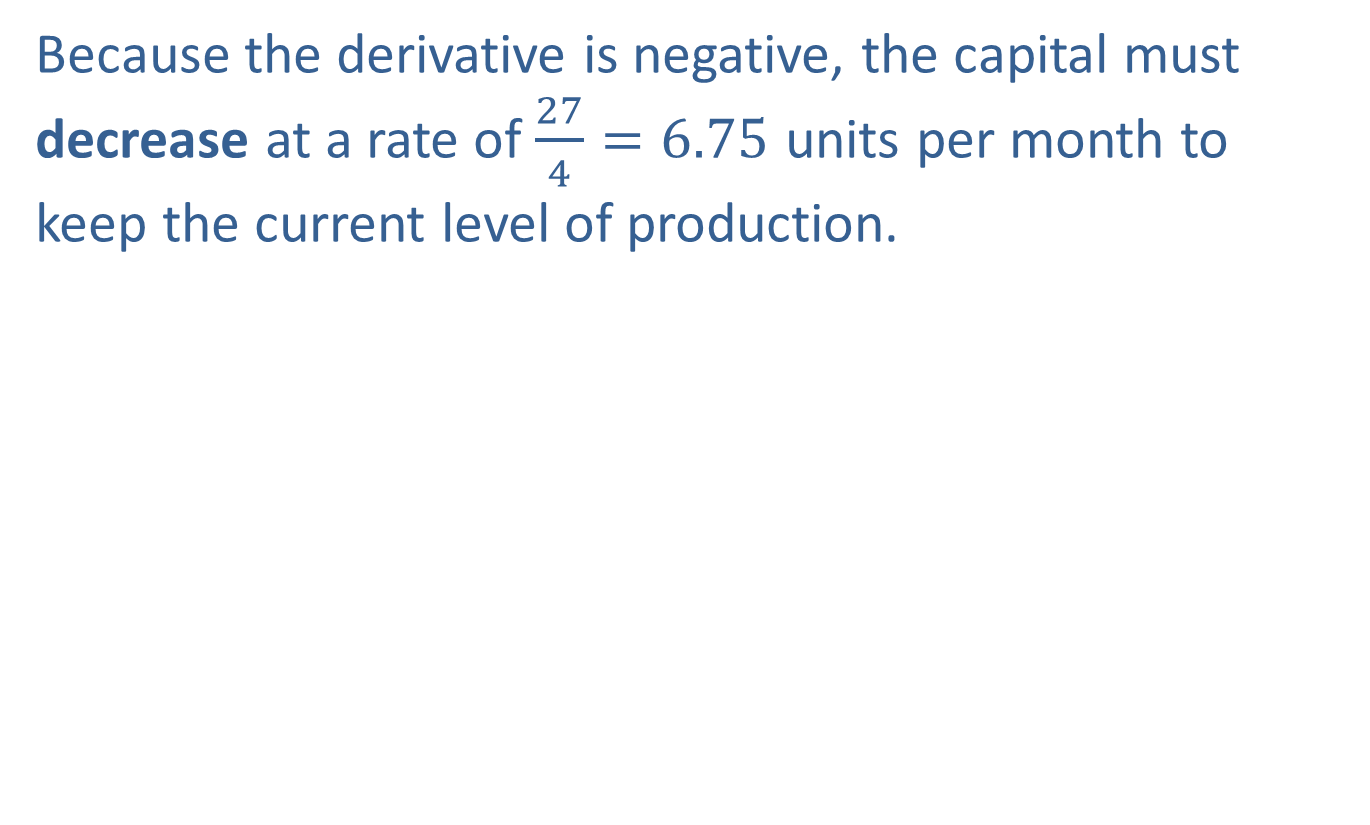 Because the derivative is negative, the capital must
decrease at a rate of 27/4 = 6.75 units per month to
keep the current level of production.